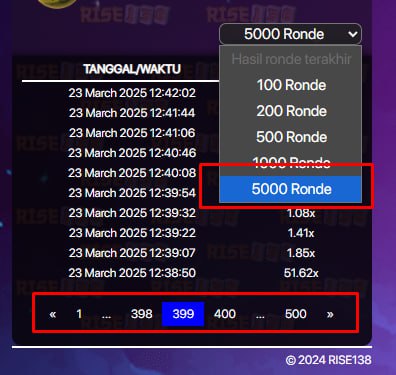 RISE138
5000 Ronde
Hasil ronde terakhir
100 Ronde
200 Ronde
500 Ronde
1000 Ronde
5000 Ronde
TANGGAL/WAKTU
23 March 2025 12:42:02
23 March 2025 12:41:44
23 March 2025 12:41:06
23 March 2025 12:40:46
23 March 2025 12:40:08
23 March 2025 12:39:54
23 March 2025 12:39:32 1.08x
23 March 2025 12:39:22 1.41x
23 March 2025 12:39:07 1.85x
23 March 2025 12:38:50 51.62x
« 1 ... 398 399 400 ... 500 »
© 2024 RISE138